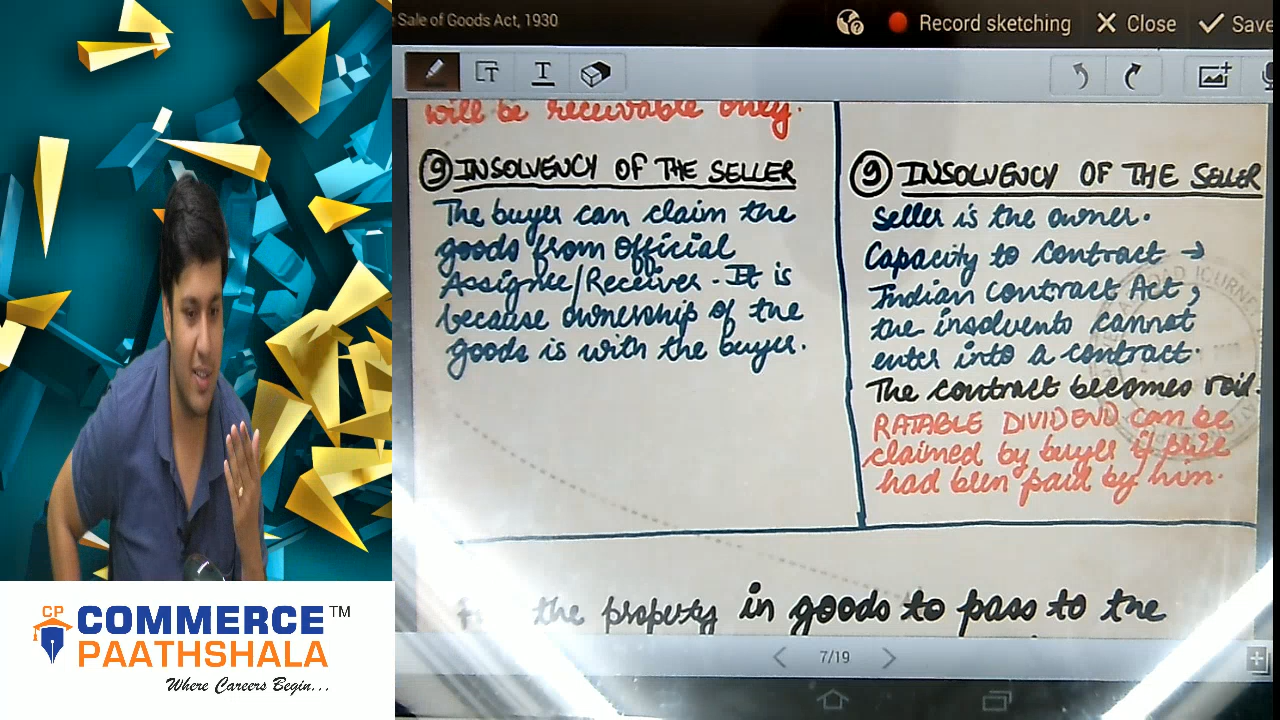 Sale of Goods Act, 1930
Record sketching
Close
Save
will be receivable only.
9 INSOLVENCY OF THE SELLER
The buyer can claim the
goods from official
Assignee/Receiver. It is
because ownership of the
goods is with the buyer.
9 INSOLVENCY OF THE SELLER
Seller is the owner.
Capacity to contract →
Indian Contract Act,
the insolvents cannot
enter into a contract.
The contract becomes void.
RATABLE DIVIDEND can be
claimed by buyer if price
had been paid by him.
the property in goods to pass to the
7/19
CP
COMMERCE™
PAATHSHALA
Where Careers Begin...